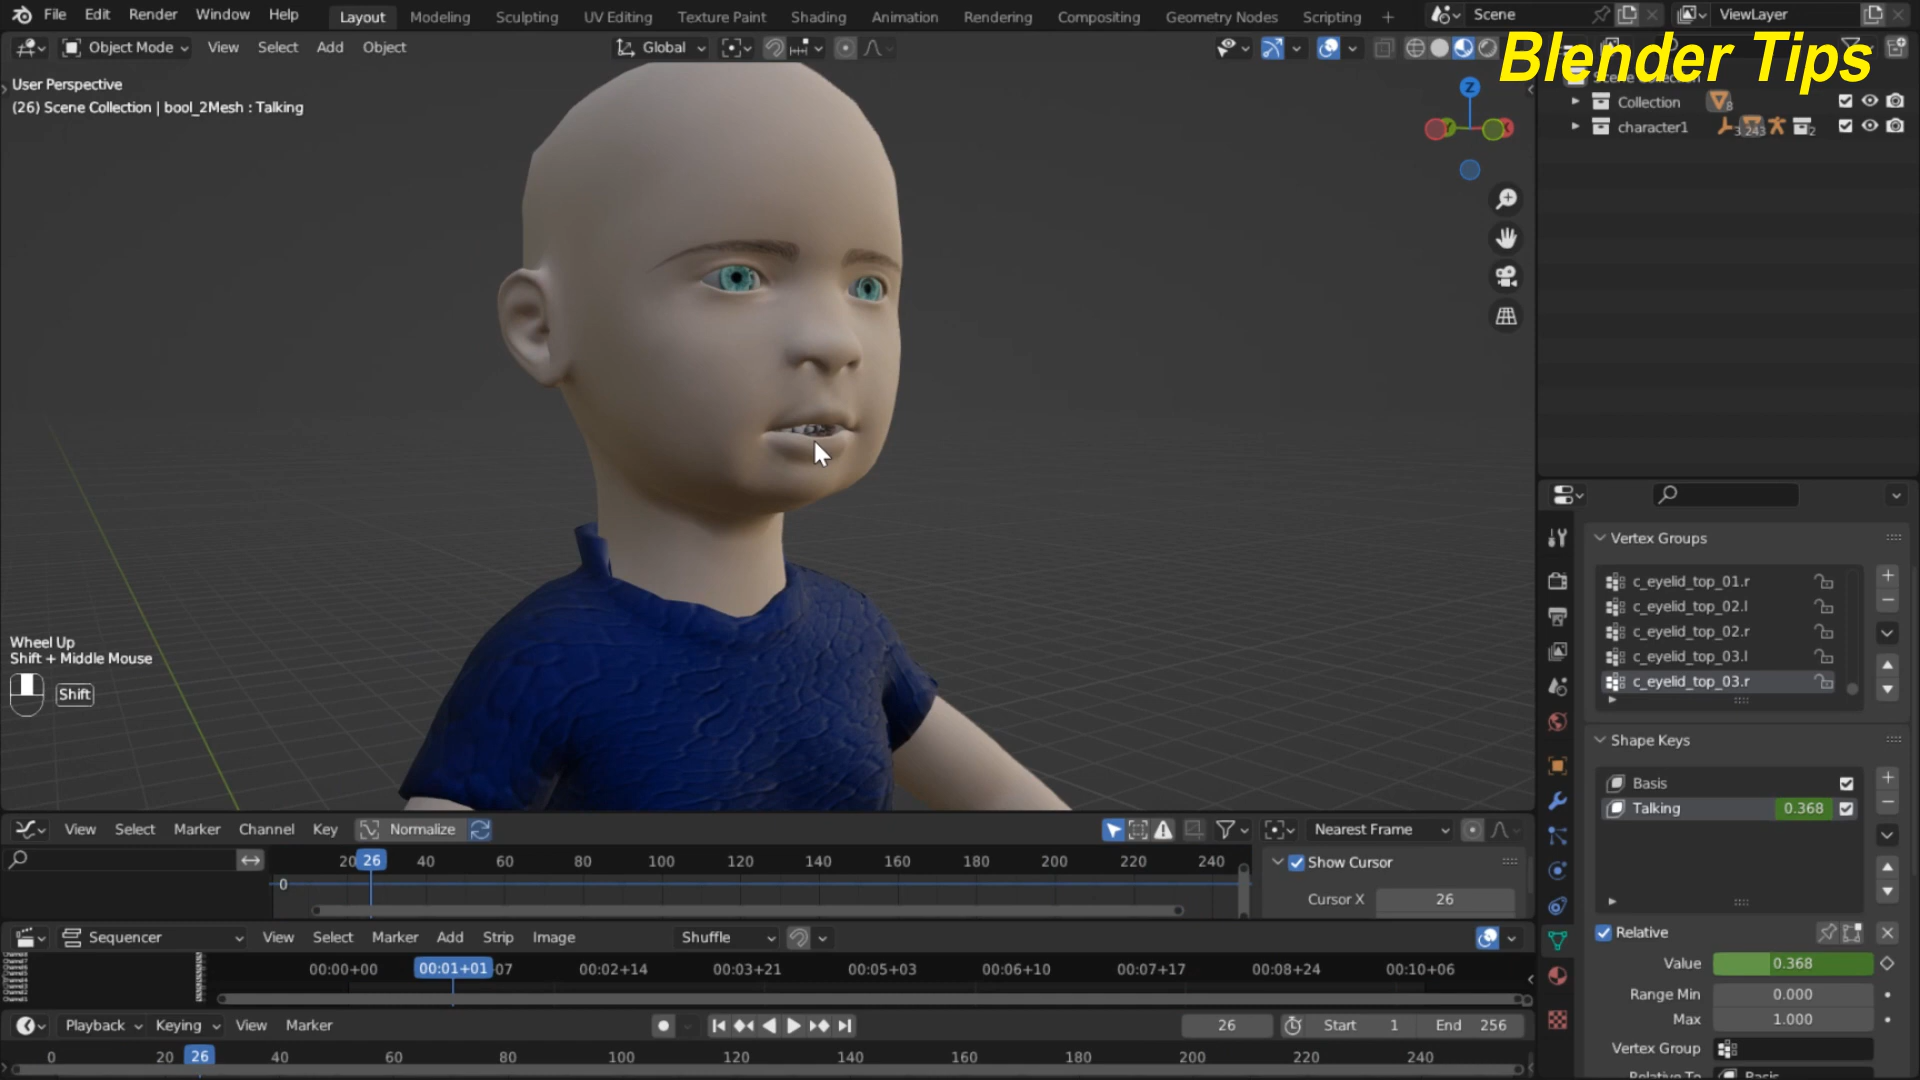 File Edit Render Window Help Layout Modeling Sculpting UV Editing Texture Paint Shading Animation Rendering Compositing Geometry Nodes Scripting + Scene ViewLayer
Object Mode View Select Add Object Global
Blender Tips
User Perspective
(26) Scene Collection | bool_2Mesh : Talking
Z
Collection 8
character1 3 243 2
Wheel Up
Shift + Middle Mouse
Shift
Vertex Groups
c_eyelid_top_01.r
c_eyelid_top_02.l
c_eyelid_top_02.r
c_eyelid_top_03.l
c_eyelid_top_03.r
Shape Keys
Basis
Talking 0.368
Relative
Value 0.368
Range Min 0.000
Max 1.000
Vertex Group
Relative To Basis
View Select Marker Channel Key Normalize Nearest Frame
20 26 40 60 80 100 120 140 160 180 200 220 240
0
Show Cursor
Cursor X 26
Sequencer View Select Marker Add Strip Image Shuffle
00:00+00 00:01+01 07 00:02+14 00:03+21 00:05+03 00:06+10 00:07+17 00:08+24 00:10+06
Playback Keying View Marker 26 Start 1 End 256
0 20 26 40 60 80 100 120 140 160 180 200 220 240